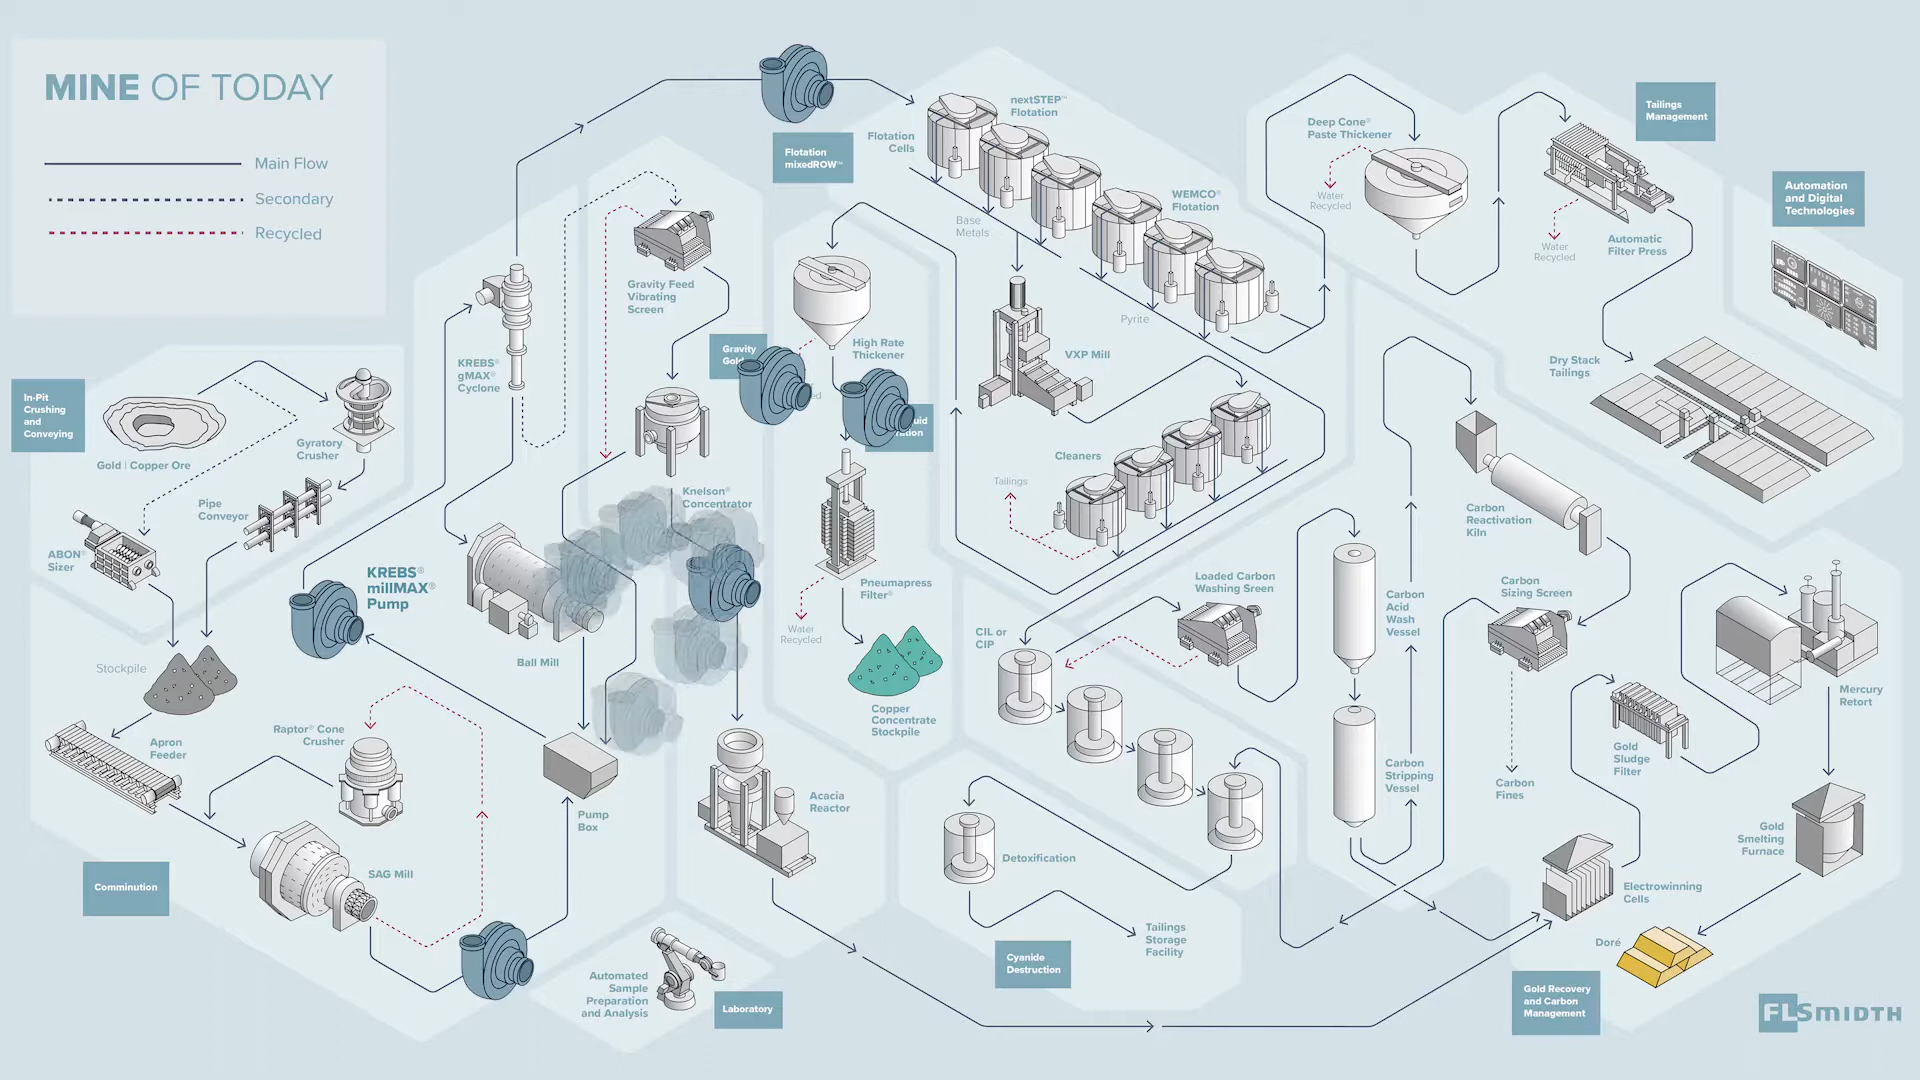 MINE OF TODAY
Main Flow
Secondary
Recycled
In-Pit
Crushing
and
Conveying
Gold | Copper Ore
Gyratory
Crusher
Pipe
Conveyor
ABON®
Sizer
Stockpile
Apron
Feeder
Raptor® Cone
Crusher
SAG Mill
Comminution
KREBS®
millMAX®
Pump
KREBS®
gMAX®
Cyclone
Ball Mill
Pump
Box
Gravity Feed
Vibrating
Screen
Knelson®
Concentrator
Gravity
Acacia
Reactor
Automated
Sample
Preparation
and Analysis
Laboratory
Flotation
mixedROW™
Flotation
Cells
nextSTEP™
Flotation
WEMCO®
Flotation
Base
Metals
Pyrite
High Rate
Thickener
Pneumapress
Filter®
Water
Recycled
Copper
Concentrate
Stockpile
VXP Mill
Cleaners
Tailings
Deep Cone®
Paste Thickener
Water
Recycled
Automatic
Filter Press
Water
Recycled
Tailings
Management
Automation
and Digital
Technologies
Dry Stack
Tailings
CIL or
CIP
Loaded Carbon
Washing Sreen
Carbon
Acid
Wash
Vessel
Carbon
Stripping
Vessel
Carbon
Reactivation
Kiln
Carbon
Sizing Screen
Carbon
Fines
Detoxification
Tailings
Storage
Facility
Cyanide
Destruction
Mercury
Retort
Gold
Sludge
Filter
Gold
Smelting
Furnace
Electrowinning
Cells
Doré
Gold Recovery
and Carbon
Management
FLSMIDTH